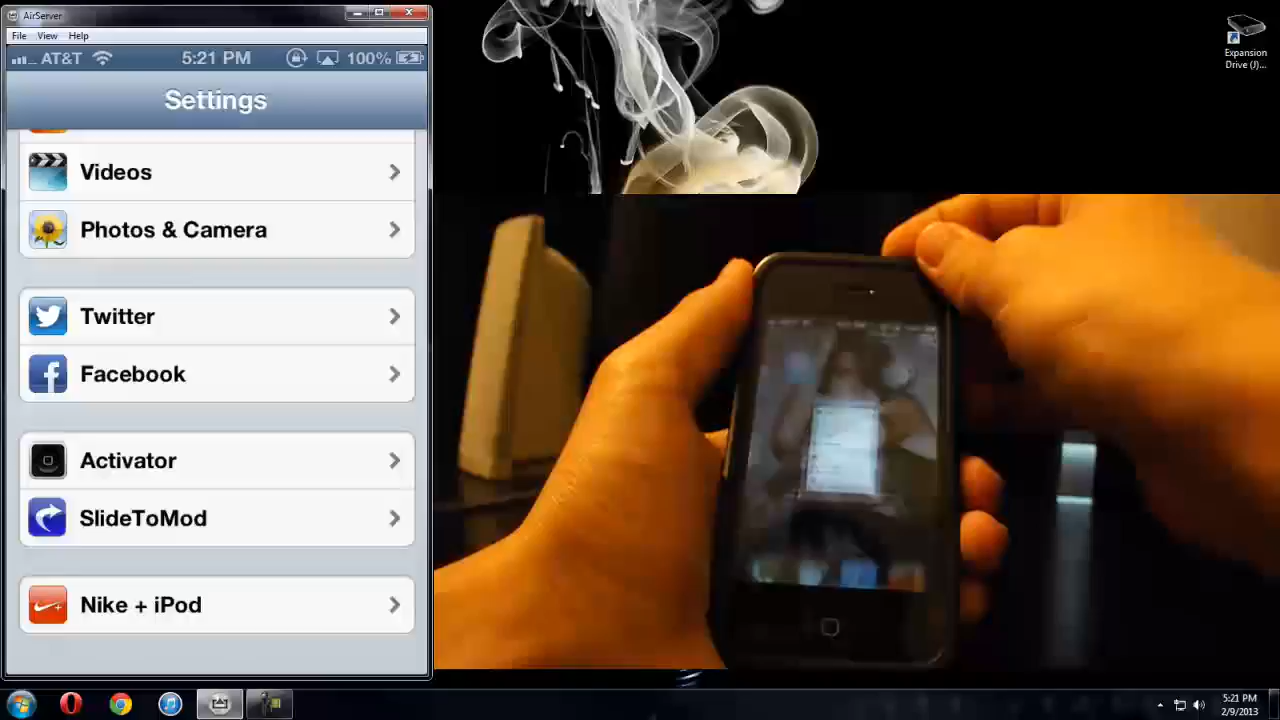 AirServer
File View Help
AT&T 5:21 PM 100%
Settings
Videos
Photos & Camera
Twitter
Facebook
Activator
SlideToMod
Nike + iPod
Expansion
Drive (J)...
5:21 PM
2/9/2013